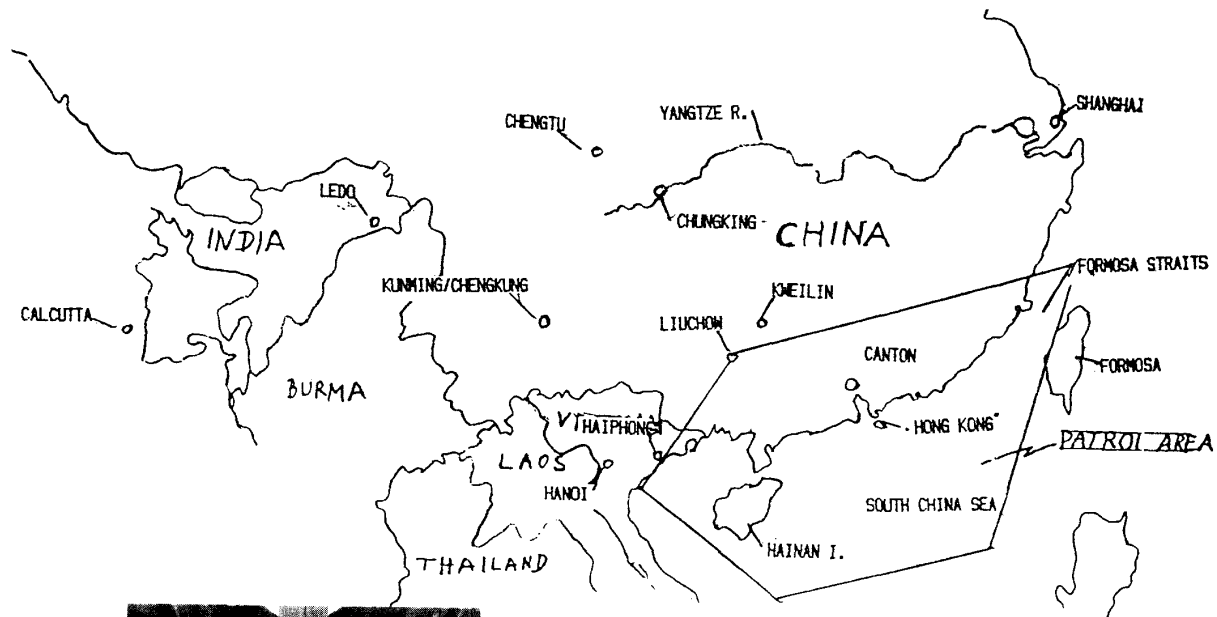 SHANGHAI
YANGTZE R.
CHENGTU
LEDO
CHUNGKING
INDIA
CHINA
FORMOSA STRAITS
KUNMING/CHENGKUNG
KWEILIN
CALCUTTA
LIUCHOW
CANTON
FORMOSA
BURMA
VI
HAIPHONG
HONG KONG
PATROL AREA
LAOS
HANOI
SOUTH CHINA SEA
HAINAN I.
THAILAND